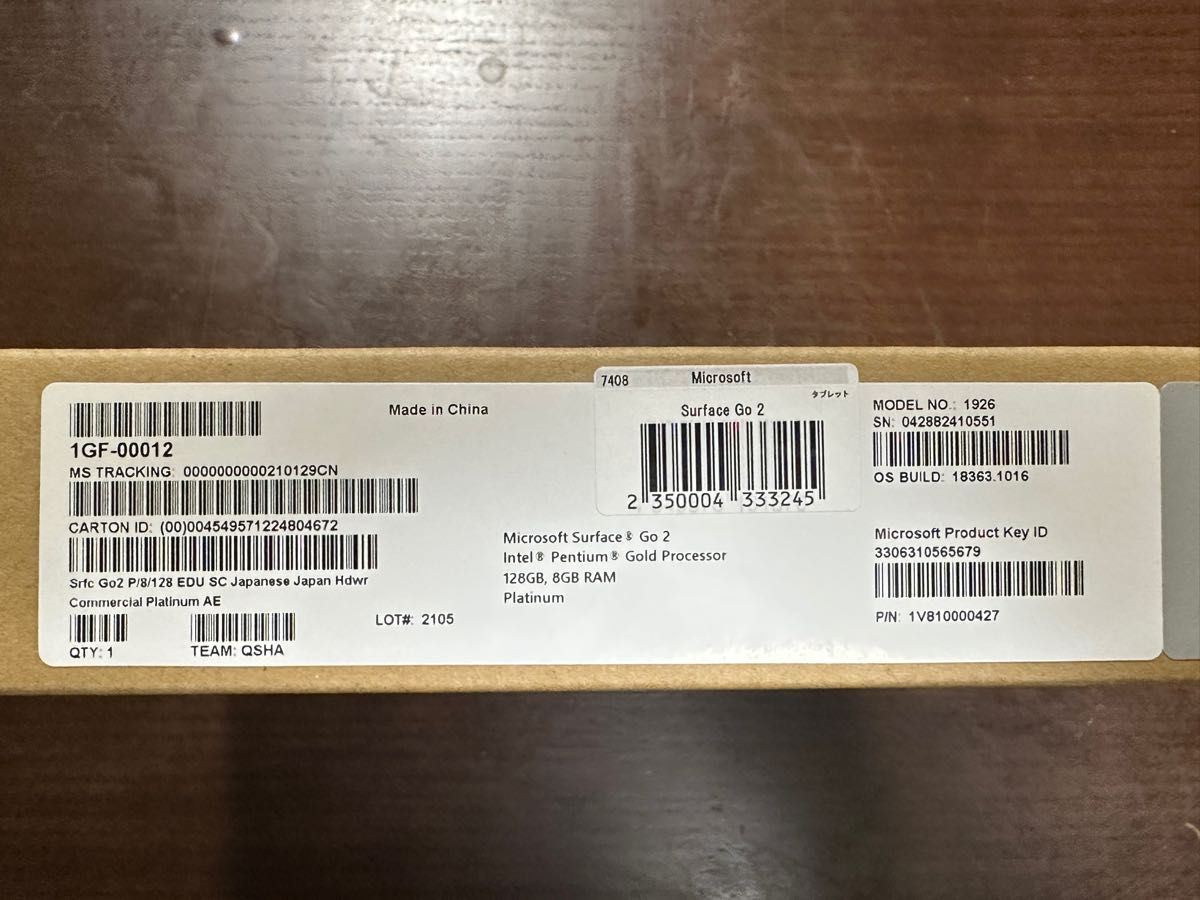 1GF-00012
MS TRACKING: 0000000000210129CN
CARTON ID: (00)004549571224804672
Srfc Go2 P/8/128 EDU SC Japanese Japan Hdwr
Commercial Platinum AE
QTY: 1
TEAM: QSHA
LOT#: 2105
Made in China
7408 Microsoft
タブレット
Surface Go 2
2 350004 333245
Microsoft Surface® Go 2
Intel® Pentium® Gold Processor
128GB, 8GB RAM
Platinum
MODEL NO.: 1926
SN: 042882410551
OS BUILD: 18363.1016
Microsoft Product Key ID
3306310565679
P/N: 1V810000427